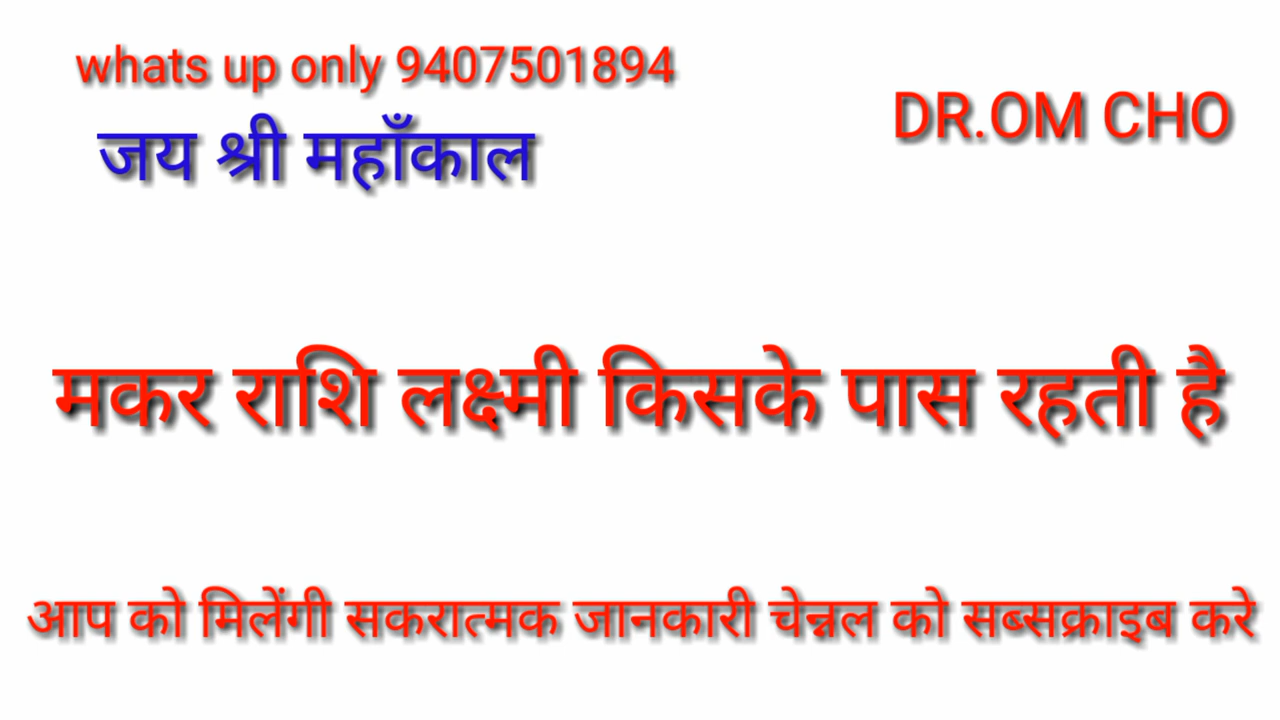 whats up only 9407501894
DR.OM CHO
जय श्री महाँकाल
मकर राशि लक्ष्मी किसके पास रहती है
आप को मिलेंगी सकरात्मक जानकारी चेन्नल को सब्सक्राइब करे